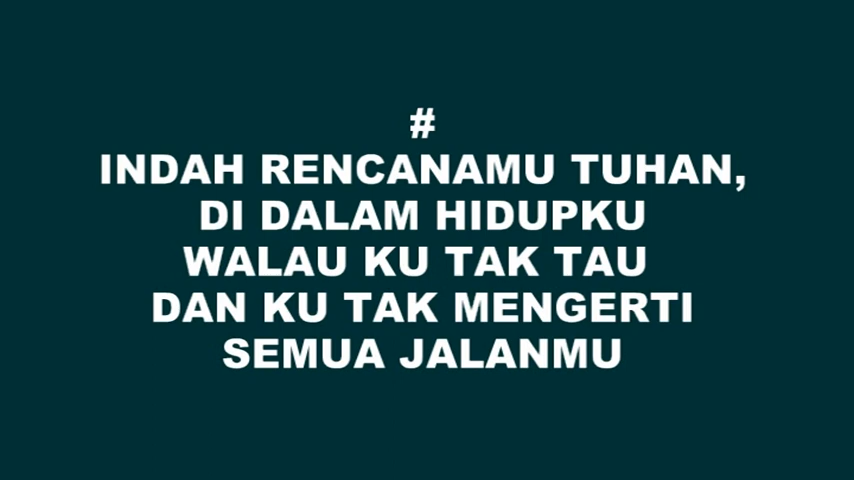 #
INDAH RENCANAMU TUHAN,
DI DALAM HIDUPKU
WALAU KU TAK TAU
DAN KU TAK MENGERTI
SEMUA JALANMU